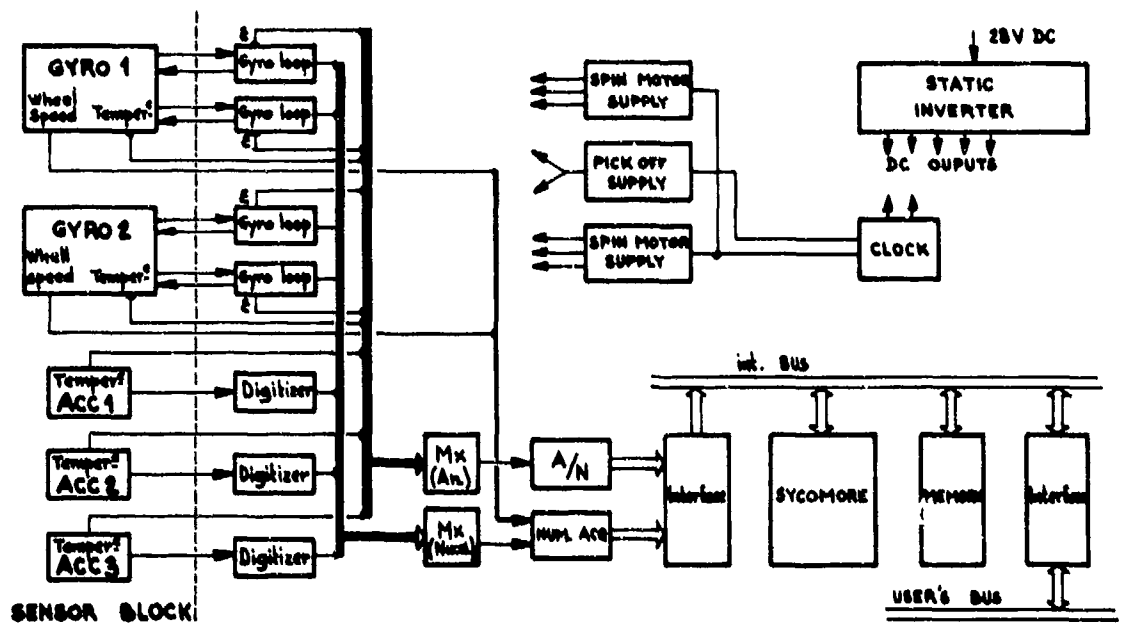 GYRO 1
Wheel
Speed
Temper.e
ε
Gyro loop
Gyro loop
ε
GYRO 2
Whell
speed
Temper.e
ε
Gyro loop
Gyro loop
ε
Temper.e
ACC 1
Digitizer
Temper.e
ACC 2
Digitizer
Temper.e
ACC 3
Digitizer
SENSOR BLOCK
SPIN MOTOR
SUPPLY
PICK OFF
SUPPLY
SPIN MOTOR
SUPPLY
28V DC
STATIC
INVERTER
DC OUPUTS
CLOCK
int. BUS
Mx
(An.)
A/N
Mx
(Num)
NUM. ACQ
Interface
SYCOMORE
MEMORY
Interface
USER'S BUS